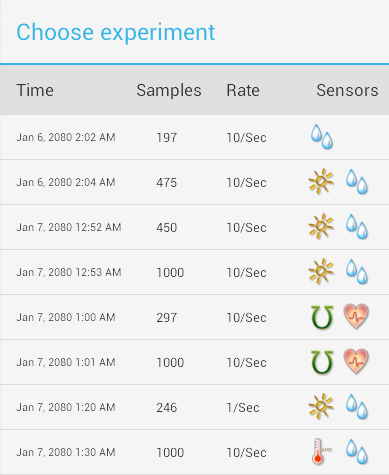 Choose experiment
Time Samples Rate Sensors
Jan 6, 2080 2:02 AM 197 10/Sec
Jan 6, 2080 2:04 AM 475 10/Sec
Jan 7, 2080 12:52 AM 450 10/Sec
Jan 7, 2080 12:53 AM 1000 10/Sec
Jan 7, 2080 1:00 AM 297 10/Sec
Jan 7, 2080 1:01 AM 1000 10/Sec
Jan 7, 2080 1:20 AM 246 1/Sec
Jan 7, 2080 1:30 AM 1000 10/Sec